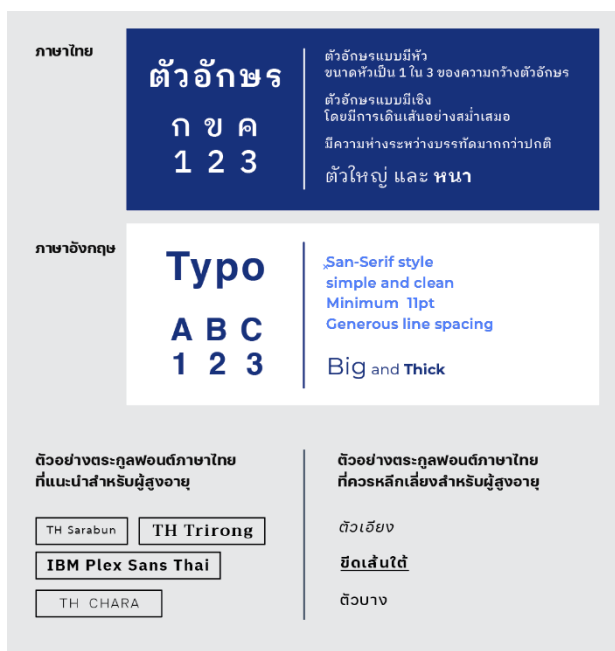 ภาษาไทย
ตัวอักษร
ก ข ค
1 2 3
ตัวอักษรแบบมีหัว
ขนาดหัวเป็น 1 ใน 3 ของความกว้างตัวอักษร
ตัวอักษรแบบมีเชิง
โดยมีการเดินเส้นอย่างสม่ำเสมอ
มีความห่างระหว่างบรรทัดมากกว่าปกติ
ตัวใหญ่ และ หนา
ภาษาอังกฤษ
Typo
A B C
1 2 3
San-Serif style
simple and clean
Minimum 11pt
Generous line spacing
Big and Thick
ตัวอย่างตระกูลฟอนต์ภาษาไทย
ที่แนะนำสำหรับผู้สูงอายุ
TH Sarabun
TH Trirong
IBM Plex Sans Thai
TH CHARA
ตัวอย่างตระกูลฟอนต์ภาษาไทย
ที่ควรหลีกเลี่ยงสำหรับผู้สูงอายุ
ตัวเอียง
ขีดเส้นใต้
ตัวบาง